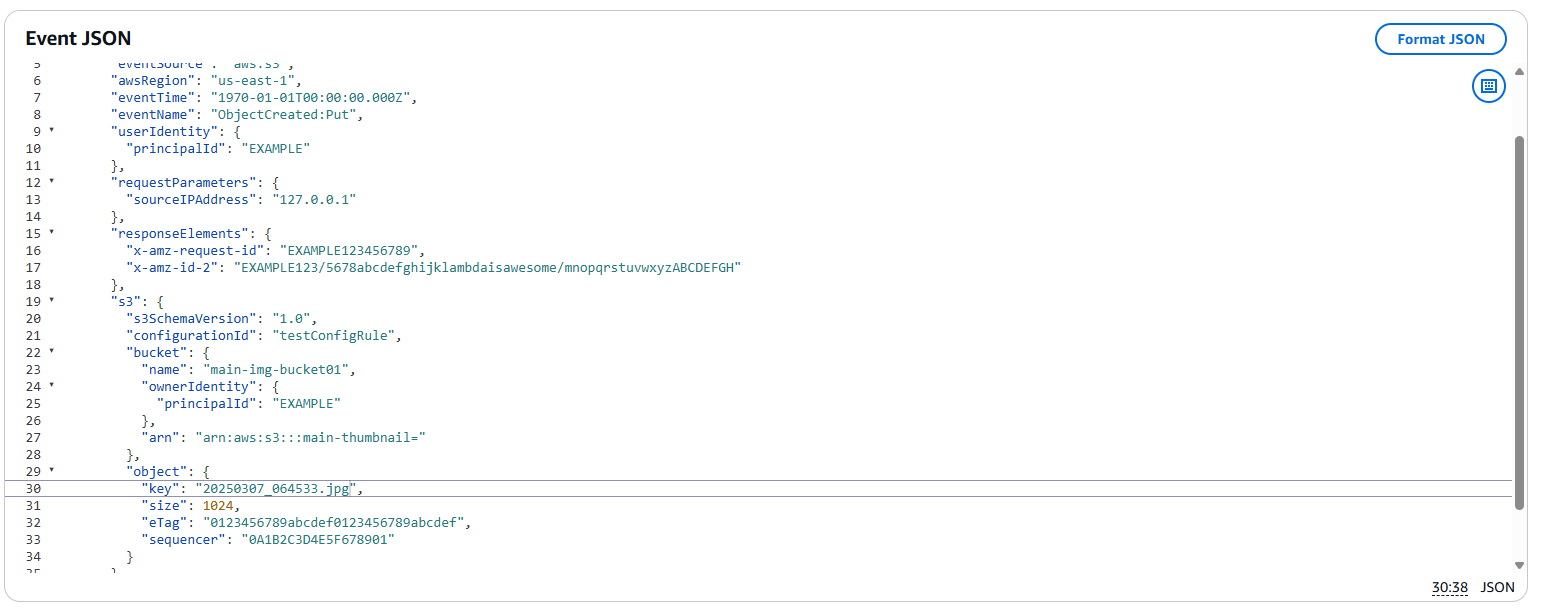 Event JSON
Format JSON
5 "eventSource": "aws:s3",
6 "awsRegion": "us-east-1",
7 "eventTime": "1970-01-01T00:00:00.000Z",
8 "eventName": "ObjectCreated:Put",
9 "userIdentity": {
10 "principalId": "EXAMPLE"
11 },
12 "requestParameters": {
13 "sourceIPAddress": "127.0.0.1"
14 },
15 "responseElements": {
16 "x-amz-request-id": "EXAMPLE123456789",
17 "x-amz-id-2": "EXAMPLE123/5678abcdefghijklambdaisawesome/mnopqrstuvwxyzABCDEFGH"
18 },
19 "s3": {
20 "s3SchemaVersion": "1.0",
21 "configurationId": "testConfigRule",
22 "bucket": {
23 "name": "main-img-bucket01",
24 "ownerIdentity": {
25 "principalId": "EXAMPLE"
26 },
27 "arn": "arn:aws:s3:::main-thumbnail="
28 },
29 "object": {
30 "key": "20250307_064533.jpg",
31 "size": 1024,
32 "eTag": "0123456789abcdef0123456789abcdef",
33 "sequencer": "0A1B2C3D4E5F678901"
34 }
35 }
30:38 JSON